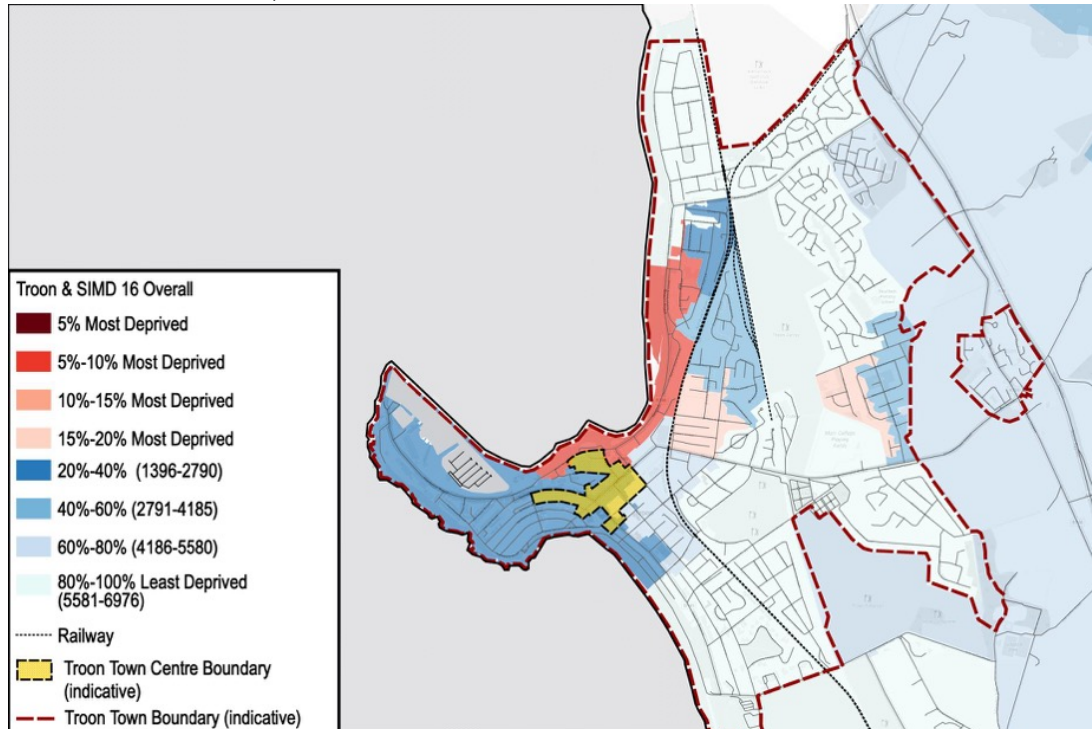 Troon & SIMD 16 Overall
5% Most Deprived
5%-10% Most Deprived
10%-15% Most Deprived
15%-20% Most Deprived
20%-40% (1396-2790)
40%-60% (2791-4185)
60%-80% (4186-5580)
80%-100% Least Deprived
(5581-6976)
Railway
Troon Town Centre Boundary
(indicative)
Troon Town Boundary (indicative)